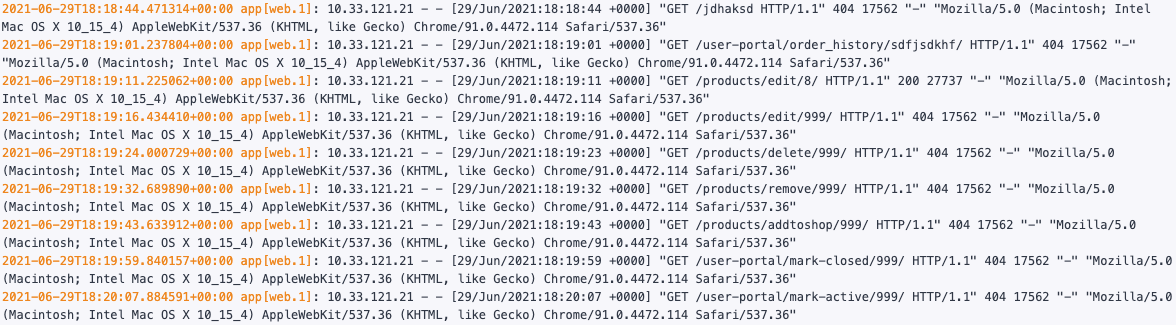 2021-06-29T18:18:44.471314+00:00 app[web.1]: 10.33.121.21 - - [29/Jun/2021:18:18:44 +0000] "GET /jdhaksd HTTP/1.1" 404 17562 "-" "Mozilla/5.0 (Macintosh; Intel
Mac OS X 10_15_4) AppleWebKit/537.36 (KHTML, like Gecko) Chrome/91.0.4472.114 Safari/537.36"
2021-06-29T18:19:01.237804+00:00 app[web.1]: 10.33.121.21 - - [29/Jun/2021:18:19:01 +0000] "GET /user-portal/order_history/sdfjsdkhf/ HTTP/1.1" 404 17562 "-"
"Mozilla/5.0 (Macintosh; Intel Mac OS X 10_15_4) AppleWebKit/537.36 (KHTML, like Gecko) Chrome/91.0.4472.114 Safari/537.36"
2021-06-29T18:19:11.225062+00:00 app[web.1]: 10.33.121.21 - - [29/Jun/2021:18:19:11 +0000] "GET /products/edit/8/ HTTP/1.1" 200 27737 "-" "Mozilla/5.0 (Macintosh;
Intel Mac OS X 10_15_4) AppleWebKit/537.36 (KHTML, like Gecko) Chrome/91.0.4472.114 Safari/537.36"
2021-06-29T18:19:16.434410+00:00 app[web.1]: 10.33.121.21 - - [29/Jun/2021:18:19:16 +0000] "GET /products/edit/999/ HTTP/1.1" 404 17562 "-" "Mozilla/5.0
(Macintosh; Intel Mac OS X 10_15_4) AppleWebKit/537.36 (KHTML, like Gecko) Chrome/91.0.4472.114 Safari/537.36"
2021-06-29T18:19:24.000729+00:00 app[web.1]: 10.33.121.21 - - [29/Jun/2021:18:19:23 +0000] "GET /products/delete/999/ HTTP/1.1" 404 17562 "-" "Mozilla/5.0
(Macintosh; Intel Mac OS X 10_15_4) AppleWebKit/537.36 (KHTML, like Gecko) Chrome/91.0.4472.114 Safari/537.36"
2021-06-29T18:19:32.689890+00:00 app[web.1]: 10.33.121.21 - - [29/Jun/2021:18:19:32 +0000] "GET /products/remove/999/ HTTP/1.1" 404 17562 "-" "Mozilla/5.0
(Macintosh; Intel Mac OS X 10_15_4) AppleWebKit/537.36 (KHTML, like Gecko) Chrome/91.0.4472.114 Safari/537.36"
2021-06-29T18:19:43.633912+00:00 app[web.1]: 10.33.121.21 - - [29/Jun/2021:18:19:43 +0000] "GET /products/addtoshop/999/ HTTP/1.1" 404 17562 "-" "Mozilla/5.0
(Macintosh; Intel Mac OS X 10_15_4) AppleWebKit/537.36 (KHTML, like Gecko) Chrome/91.0.4472.114 Safari/537.36"
2021-06-29T18:19:59.840157+00:00 app[web.1]: 10.33.121.21 - - [29/Jun/2021:18:19:59 +0000] "GET /user-portal/mark-closed/999/ HTTP/1.1" 404 17562 "-" "Mozilla/5.0
(Macintosh; Intel Mac OS X 10_15_4) AppleWebKit/537.36 (KHTML, like Gecko) Chrome/91.0.4472.114 Safari/537.36"
2021-06-29T18:20:07.884591+00:00 app[web.1]: 10.33.121.21 - - [29/Jun/2021:18:20:07 +0000] "GET /user-portal/mark-active/999/ HTTP/1.1" 404 17562 "-" "Mozilla/5.0
(Macintosh; Intel Mac OS X 10_15_4) AppleWebKit/537.36 (KHTML, like Gecko) Chrome/91.0.4472.114 Safari/537.36"